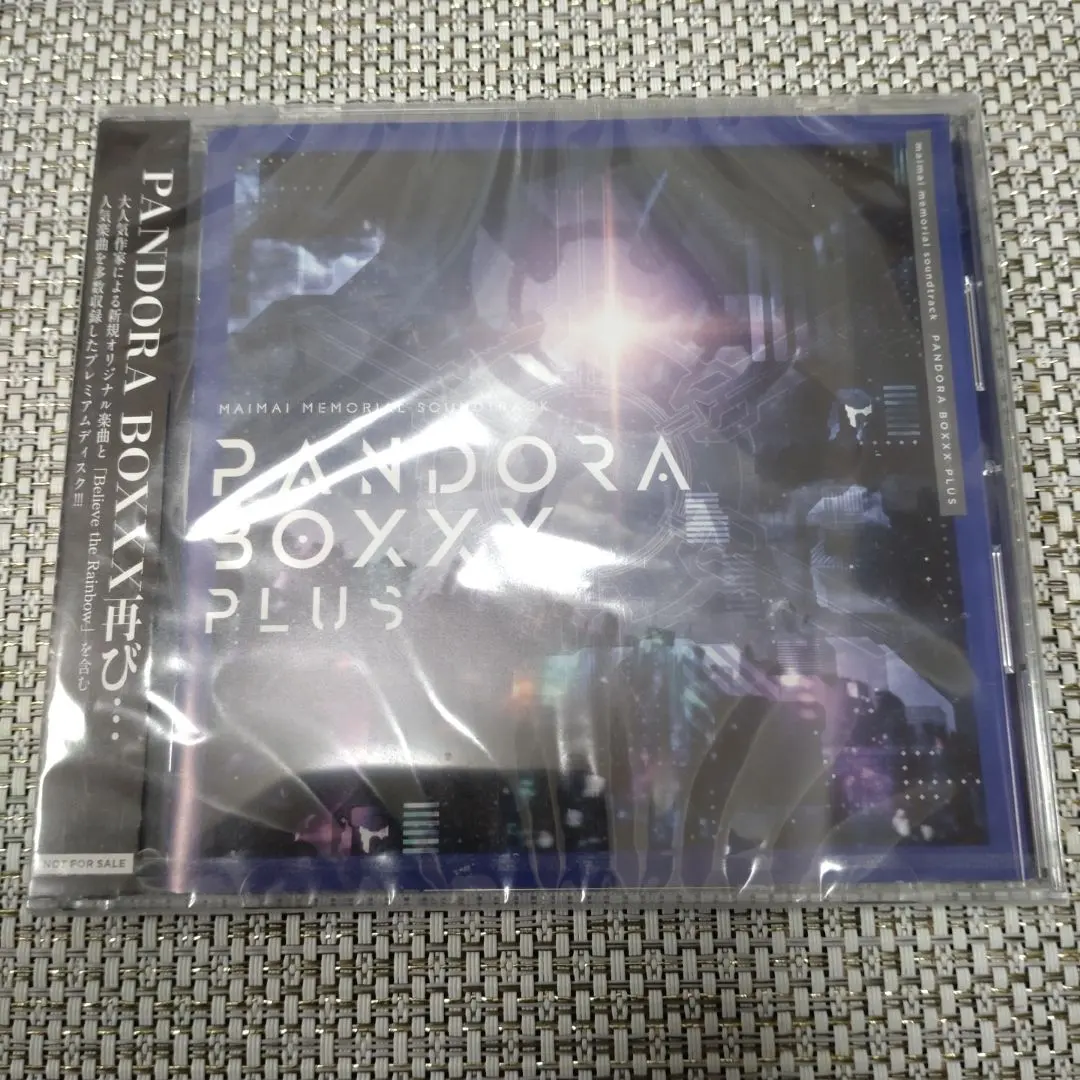 PANDORA BOXXX再び…
大人気作家による新規オリジナル楽曲と「Believe the Rainbow」を含む
人気楽曲を多数収録したプレミアムディスク!!!
NOT FOR SALE
MAIMAI MEMORIAL SOUNDTRACK
PANDORA
BOXXX
PLUS
maimai memorial soundtrack PANDORA BOXXX PLUS